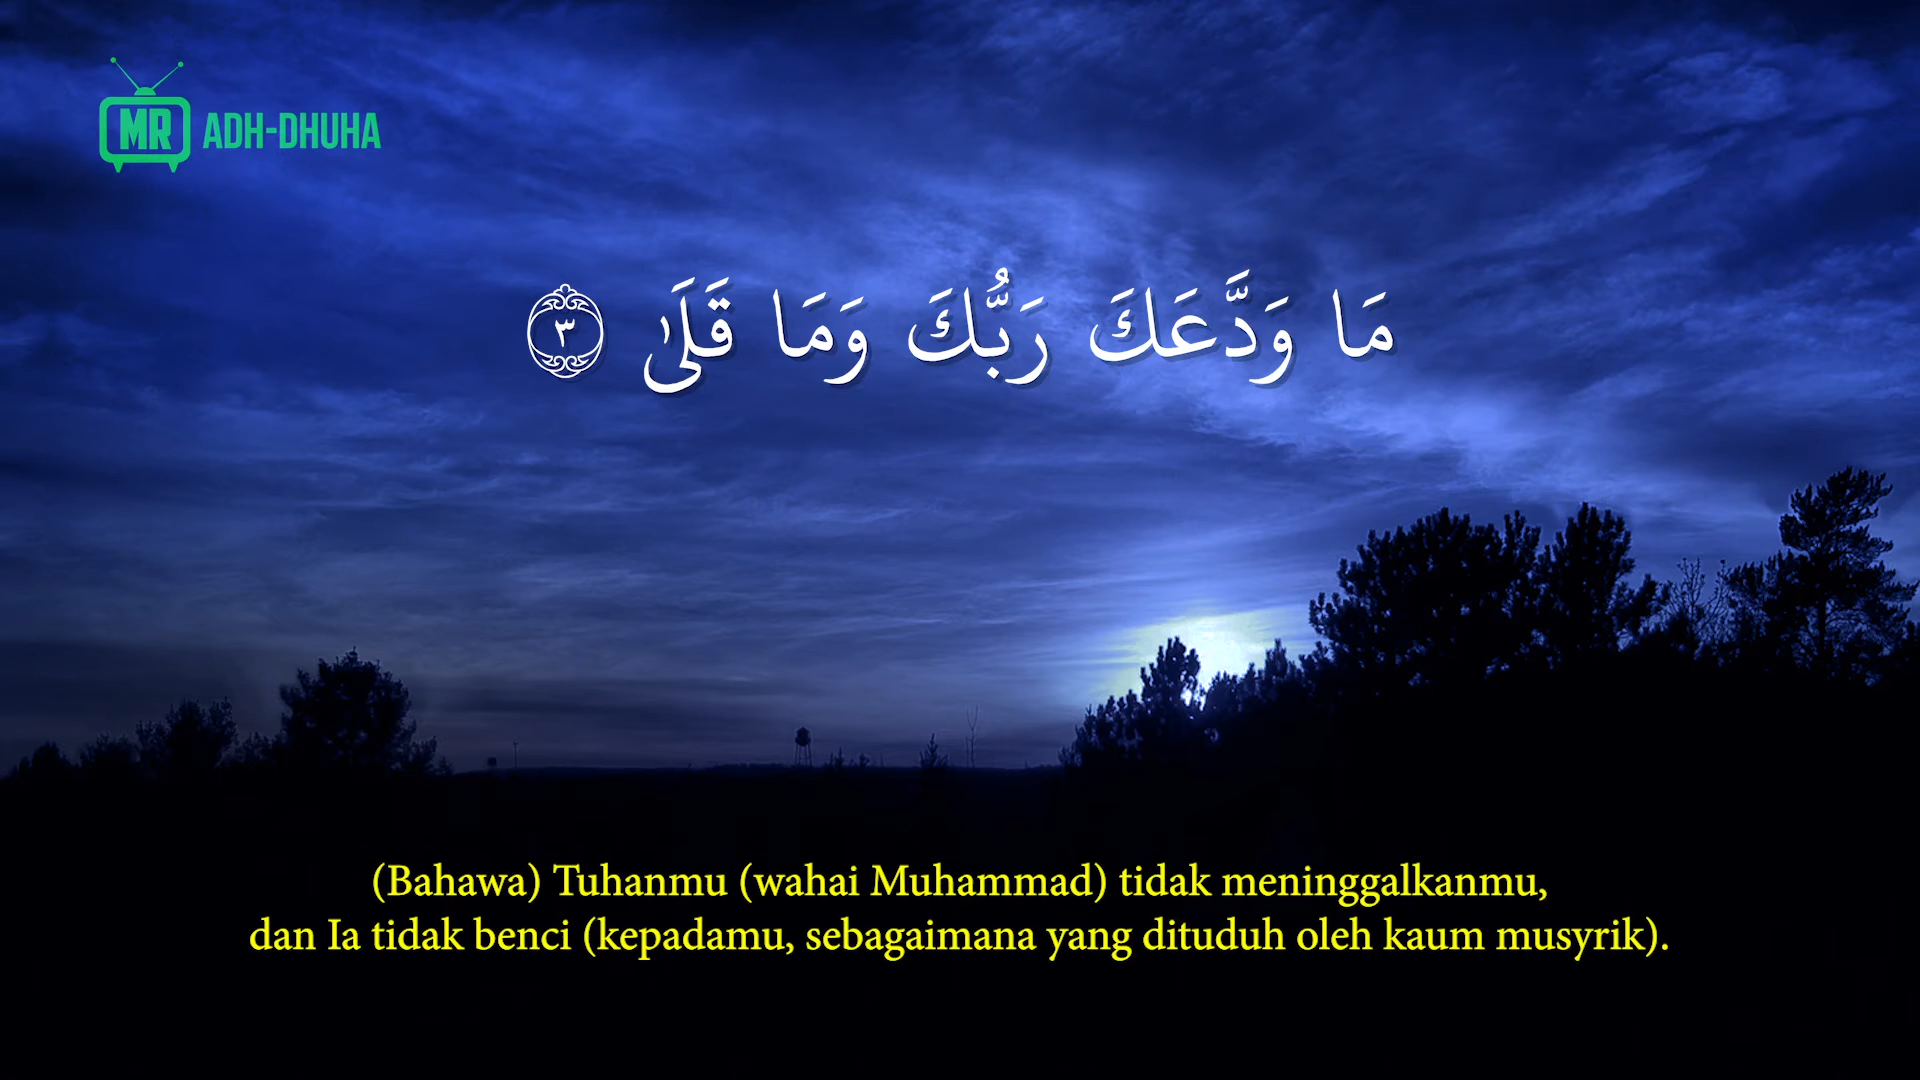 MR ADH-DHUHA
مَا وَدَّعَكَ رَبُّكَ وَمَا قَلَىٰ ٣
(Bahawa) Tuhanmu (wahai Muhammad) tidak meninggalkanmu,
dan Ia tidak benci (kepadamu, sebagaimana yang dituduh oleh kaum musyrik).